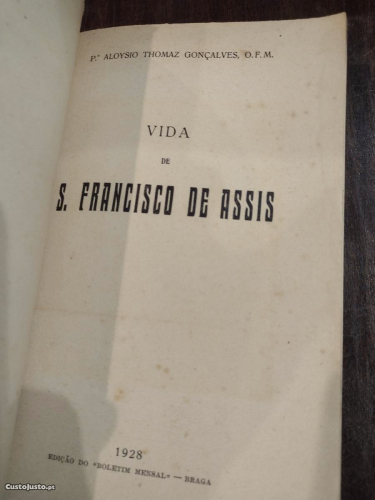 P.ᵉ ALOYSIO THOMAZ GONÇALVES, O.F.M.
VIDA
DE
S. FRANCISCO DE ASSIS
1928
EDIÇÃO DO "BOLETIM MENSAL" — BRAGA
CustoJusto.pt